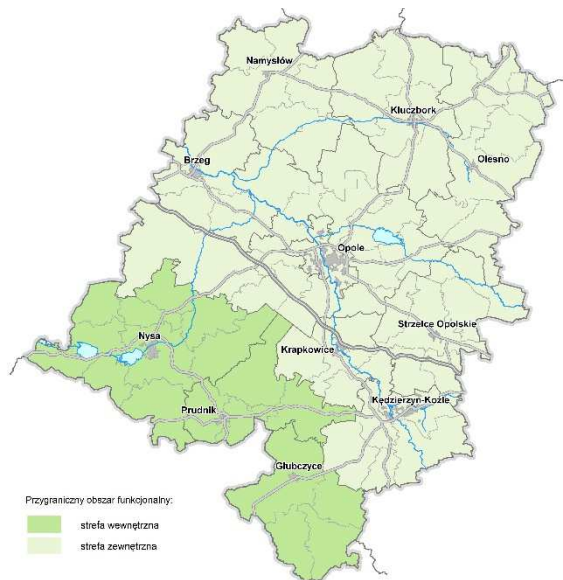 Namysłów
Kluczbork
Olesno
Brzeg
Opole
Strzelce Opolskie
Nysa
Krapkowice
Kędzierzyn-Koźle
Prudnik
Głubczyce
Przygraniczny obszar funkcjonalny:
strefa wewnętrzna
strefa zewnętrzna